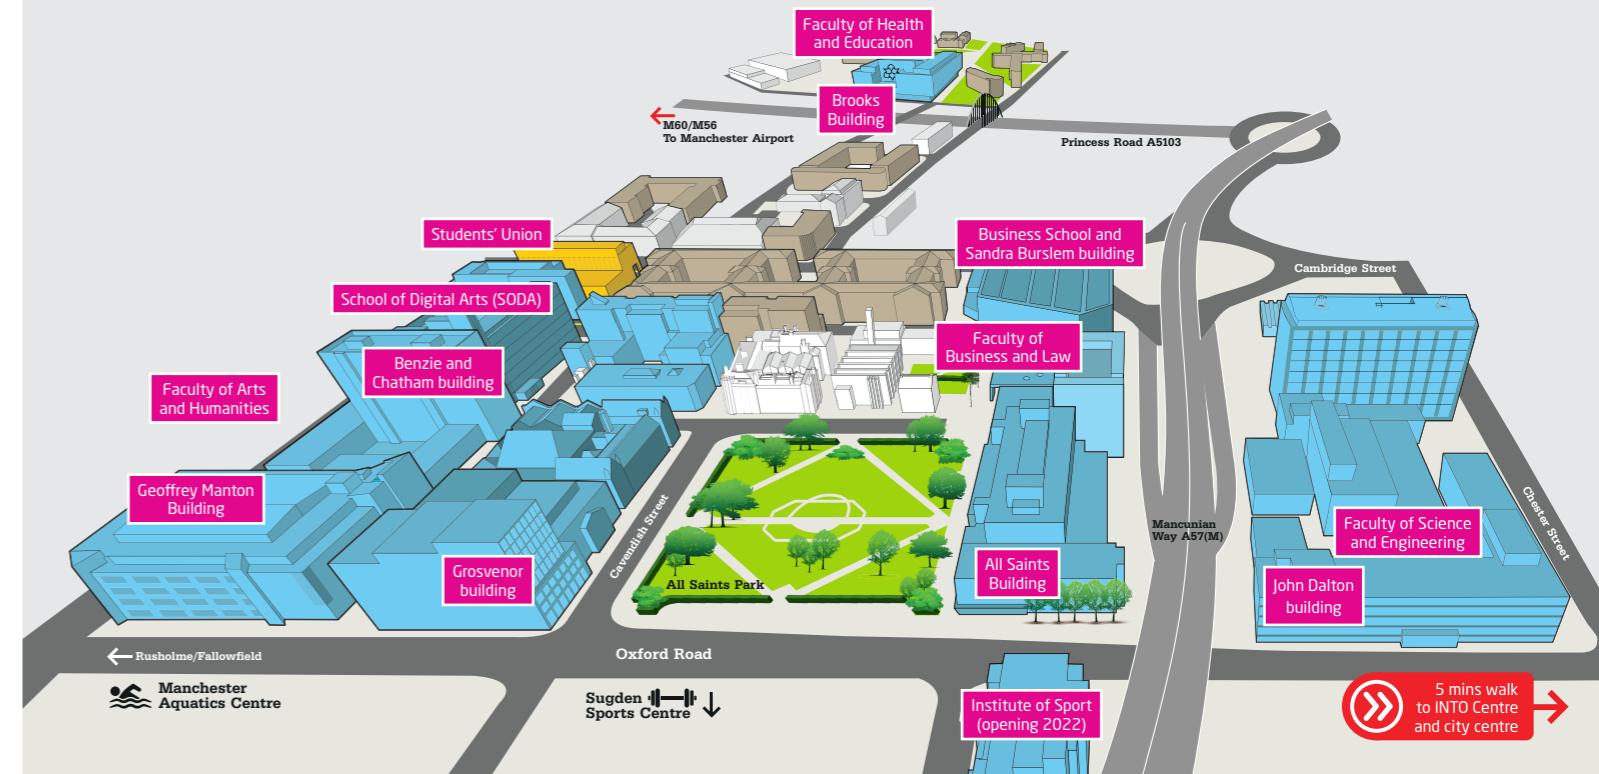 Faculty of Health
and Education
Brooks
Building
M60/M56
To Manchester Airport
Princess Road A5103
Students' Union
Business School and
Sandra Burslem building
Cambridge Street
School of Digital Arts (SODA)
Faculty of
Business and Law
Benzie and
Chatham building
Faculty of Arts
and Humanities
Geoffrey Manton
Building
Cavendish Street
Mancunian
Way A57(M)
Faculty of Science
and Engineering
Chester Street
Grosvenor
building
All Saints Park
All Saints
Building
John Dalton
building
Rusholme/Fallowfield
Oxford Road
Manchester
Aquatics Centre
Sugden
Sports Centre
Institute of Sport
(opening 2022)
5 mins walk
to INTO Centre
and city centre